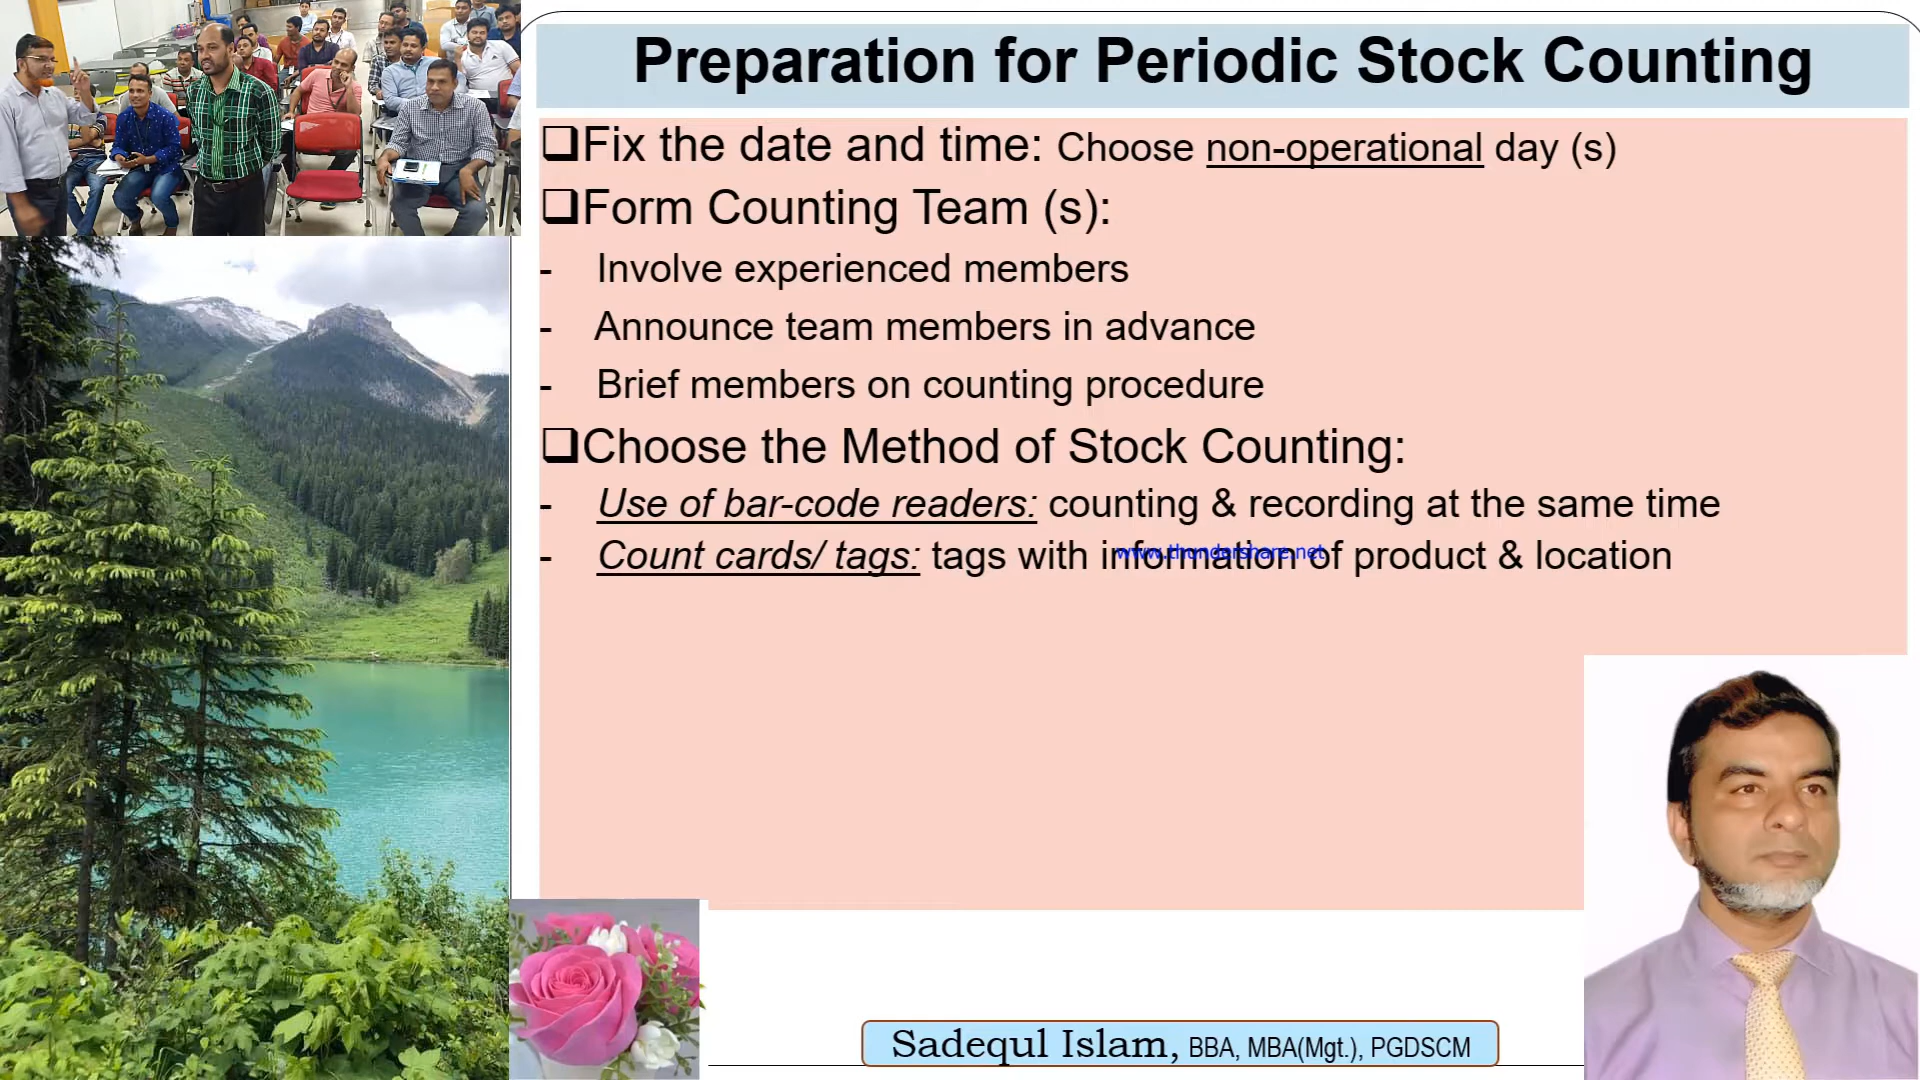 Preparation for Periodic Stock Counting
❑Fix the date and time: Choose non-operational day (s)
❑Form Counting Team (s):
- Involve experienced members
- Announce team members in advance
- Brief members on counting procedure
❑Choose the Method of Stock Counting:
- Use of bar-code readers: counting & recording at the same time
- Count cards/ tags: tags with information of product & location
www.thundershare.net
Sadequl Islam, BBA, MBA(Mgt.), PGDSCM